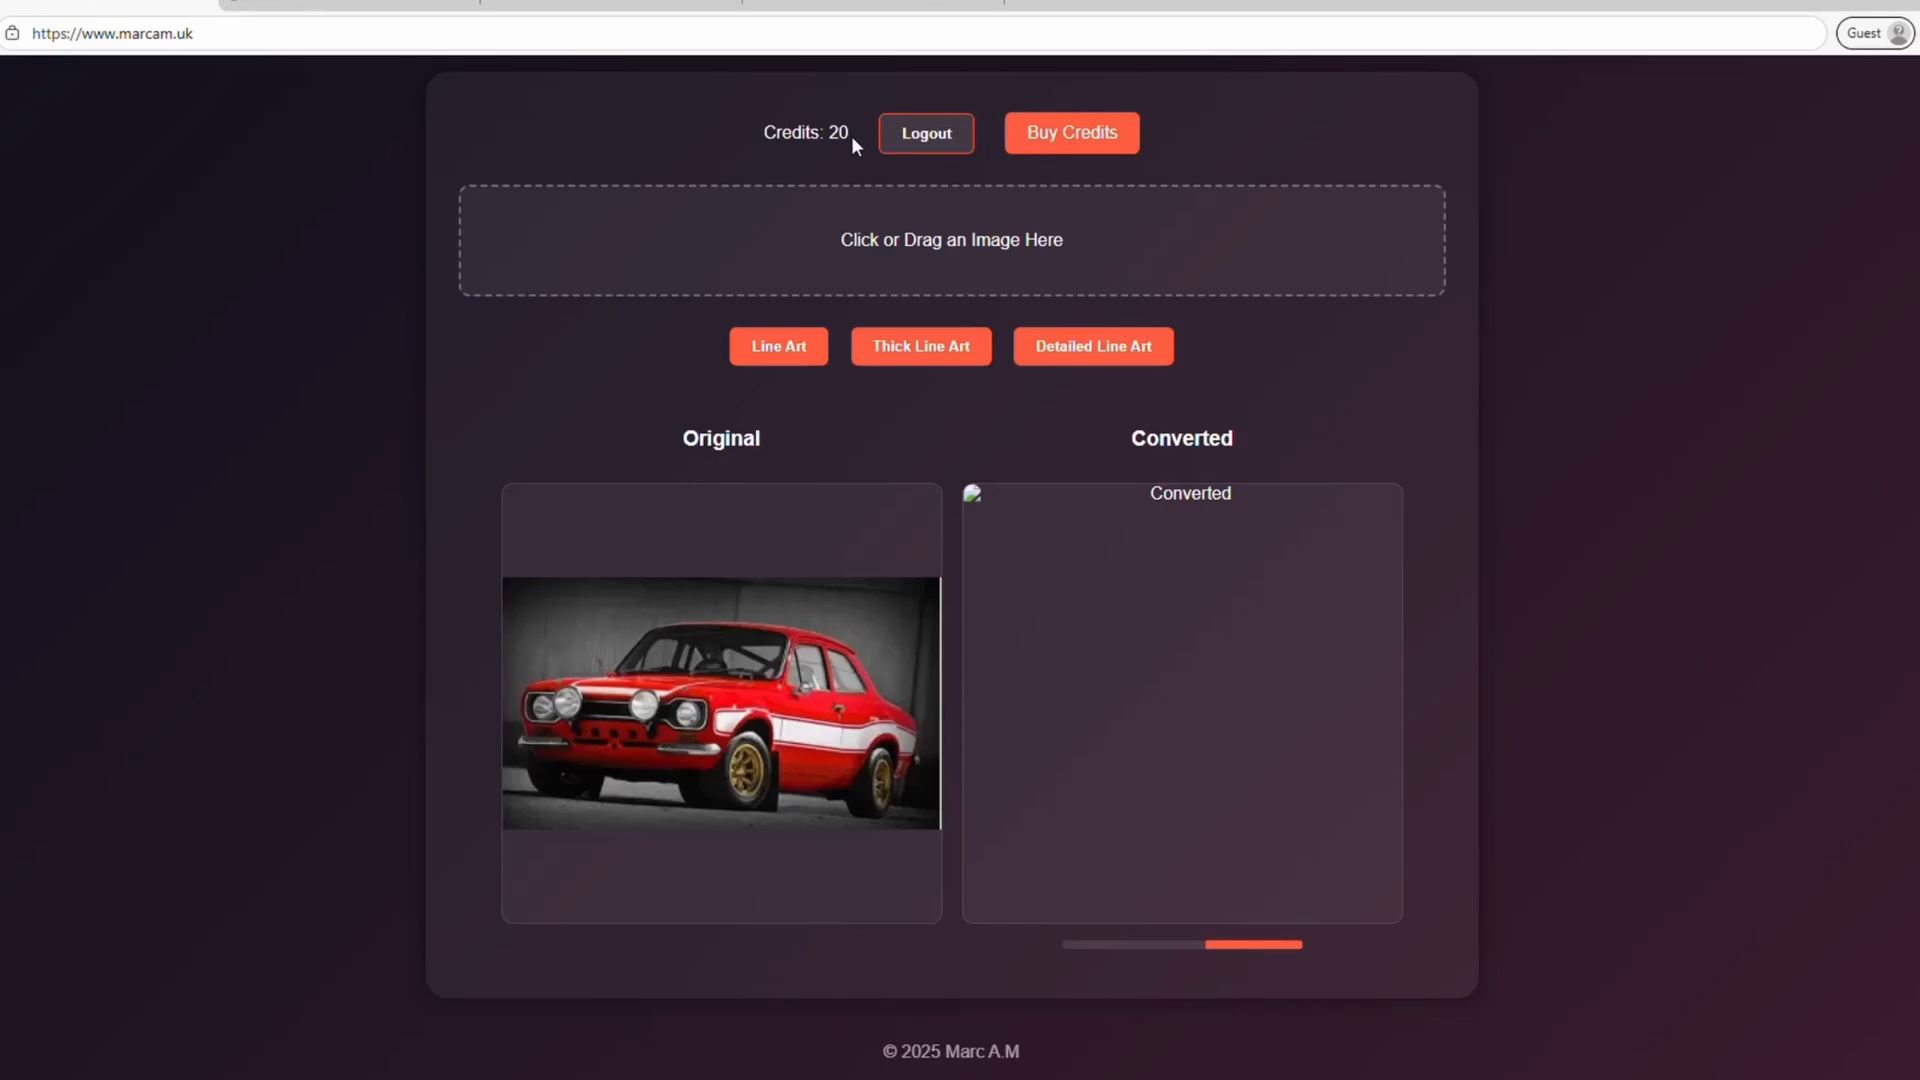 https://www.marcam.uk
Guest
Credits: 20
Logout
Buy Credits
Click or Drag an Image Here
Line Art
Thick Line Art
Detailed Line Art
Original
Converted
Converted
© 2025 Marc A.M